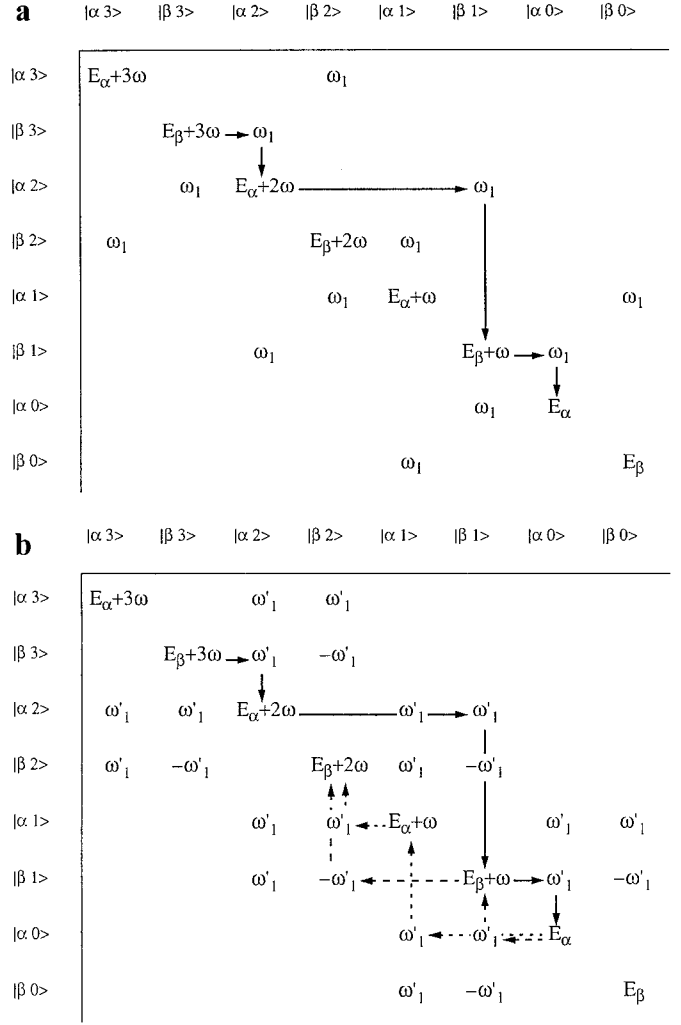 a |α 3> |β 3> |α 2> |β 2> |α 1> |β 1> |α 0> |β 0>
|α 3> Eα+3ω ω1
|β 3> Eβ+3ω ω1
|α 2> ω1 Eα+2ω ω1
|β 2> ω1 Eβ+2ω ω1
|α 1> ω1 Eα+ω ω1
|β 1> ω1 Eβ+ω ω1
|α 0> ω1 Eα
|β 0> ω1 Eβ
b |α 3> |β 3> |α 2> |β 2> |α 1> |β 1> |α 0> |β 0>
|α 3> Eα+3ω ω'1 ω'1
|β 3> Eβ+3ω ω'1 −ω'1
|α 2> ω'1 ω'1 Eα+2ω ω'1 ω'1
|β 2> ω'1 −ω'1 Eβ+2ω ω'1 −ω'1
|α 1> ω'1 ω'1 Eα+ω ω'1 ω'1
|β 1> ω'1 −ω'1 Eβ+ω ω'1 −ω'1
|α 0> ω'1 ω'1 Eα
|β 0> ω'1 −ω'1 Eβ